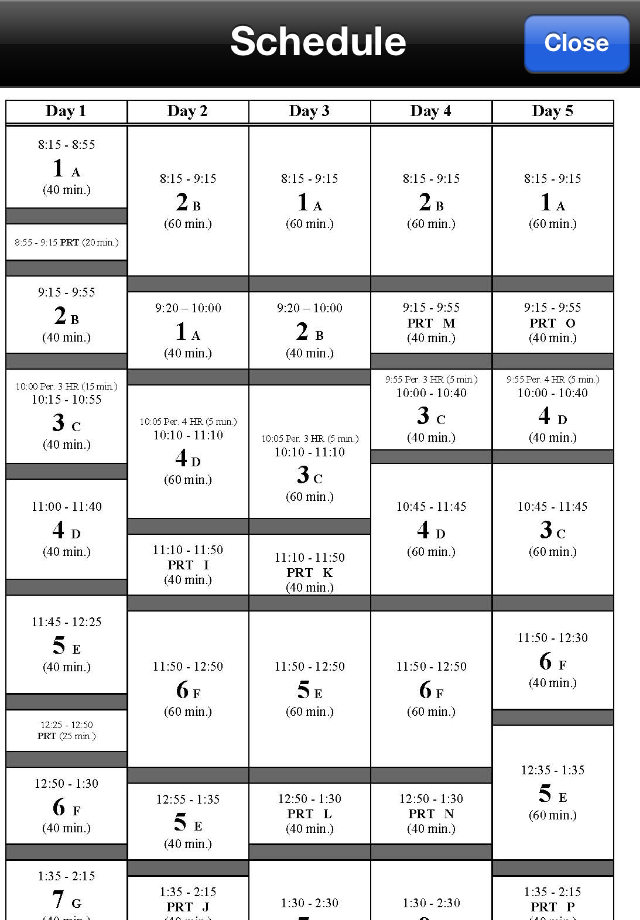 Schedule
Close
Day 1
8:15 - 8:55
1 A
(40 min.)
8:55 - 9:15 PRT (20 min.)
9:15 - 9:55
2 B
(40 min.)
10:00 Per. 3 HR (15 min.)
10:15 - 10:55
3 C
(40 min.)
11:00 - 11:40
4 D
(40 min.)
11:45 - 12:25
5 E
(40 min.)
12:25 - 12:50
PRT (25 min.)
12:50 - 1:30
6 F
(40 min.)
1:35 - 2:15
7 G
Day 2
8:15 - 9:15
2 B
(60 min.)
9:20 – 10:00
1 A
(40 min.)
10:05 Per. 4 HR (5 min.)
10:10 - 11:10
4 D
(60 min.)
11:10 - 11:50
PRT I
(40 min.)
11:50 - 12:50
6 F
(60 min.)
12:55 - 1:35
5 E
(40 min.)
1:35 - 2:15
PRT J
Day 3
8:15 - 9:15
1 A
(60 min.)
9:20 – 10:00
2 B
(40 min.)
10:05 Per. 3 HR (5 min.)
10:10 - 11:10
3 C
(60 min.)
11:10 - 11:50
PRT K
(40 min.)
11:50 - 12:50
5 E
(60 min.)
12:50 - 1:30
PRT L
(40 min.)
1:30 - 2:30
Day 4
8:15 - 9:15
2 B
(60 min.)
9:15 - 9:55
PRT M
(40 min.)
9:55 Per. 3 HR (5 min.)
10:00 - 10:40
3 C
(40 min.)
10:45 - 11:45
4 D
(60 min.)
11:50 - 12:50
6 F
(60 min.)
12:50 - 1:30
PRT N
(40 min.)
1:30 - 2:30
Day 5
8:15 - 9:15
1 A
(60 min.)
9:15 - 9:55
PRT O
(40 min.)
9:55 Per. 4 HR (5 min.)
10:00 - 10:40
4 D
(40 min.)
10:45 - 11:45
3 C
(60 min.)
11:50 - 12:30
6 F
(40 min.)
12:35 - 1:35
5 E
(60 min.)
1:35 - 2:15
PRT P